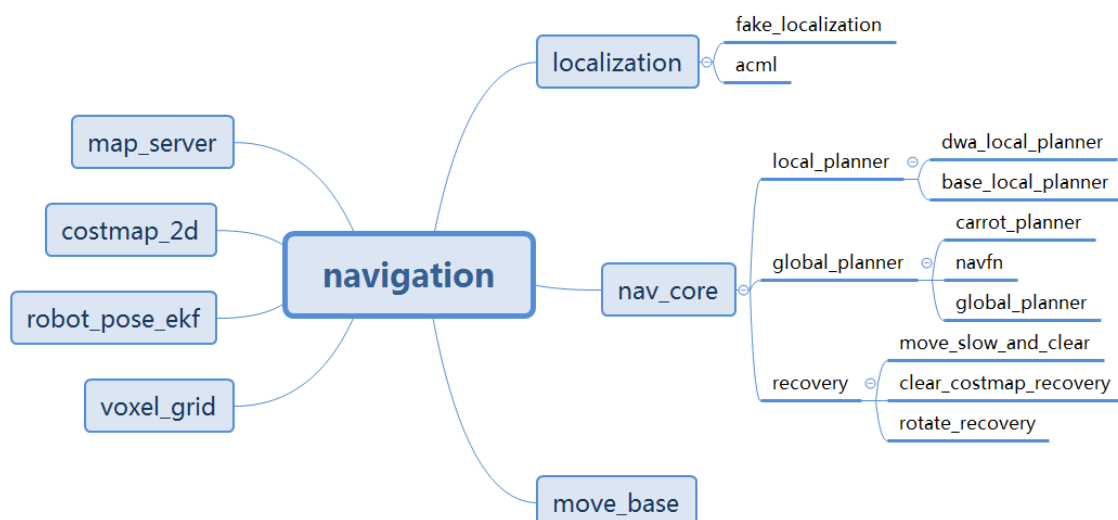 navigation
map_server
costmap_2d
robot_pose_ekf
voxel_grid
localization
fake_localization
acml
nav_core
local_planner
dwa_local_planner
base_local_planner
global_planner
carrot_planner
navfn
global_planner
recovery
move_slow_and_clear
clear_costmap_recovery
rotate_recovery
move_base